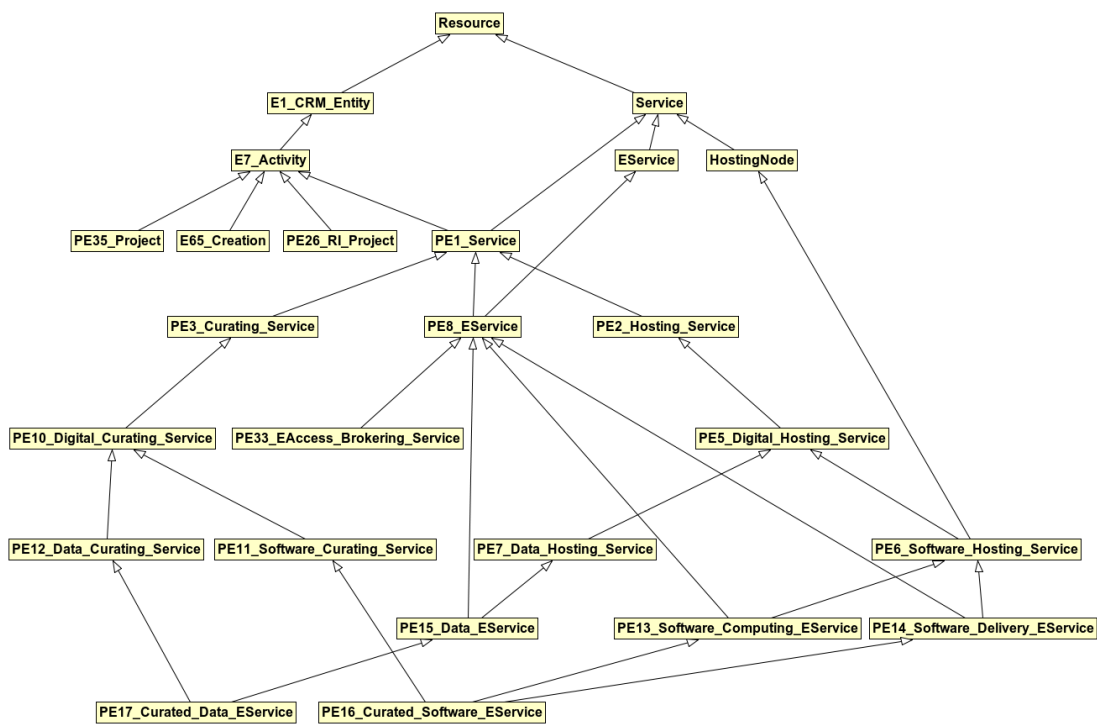 Resource
E1_CRM_Entity
Service
E7_Activity
EService
HostingNode
PE35_Project
E65_Creation
PE26_RI_Project
PE1_Service
PE3_Curating_Service
PE8_EService
PE2_Hosting_Service
PE10_Digital_Curating_Service
PE33_EAccess_Brokering_Service
PE5_Digital_Hosting_Service
PE12_Data_Curating_Service
PE11_Software_Curating_Service
PE7_Data_Hosting_Service
PE6_Software_Hosting_Service
PE15_Data_EService
PE13_Software_Computing_EService
PE14_Software_Delivery_EService
PE17_Curated_Data_EService
PE16_Curated_Software_EService